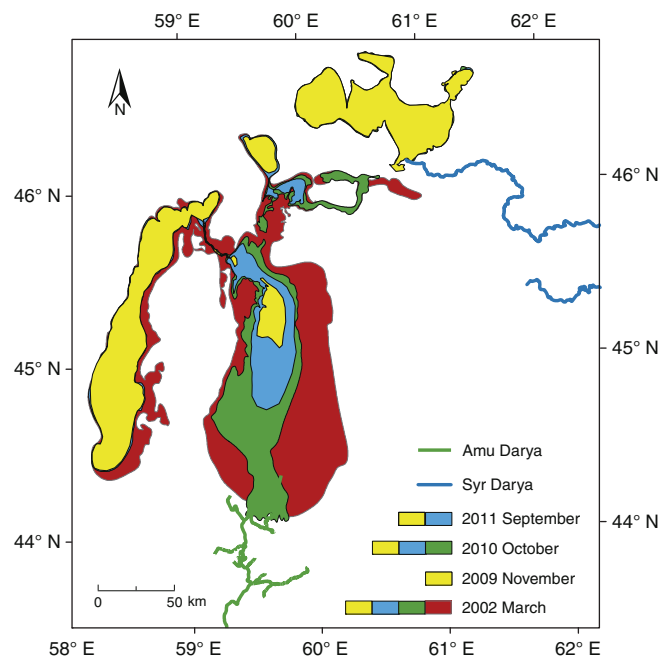 59° E 60° E 61° E 62° E
N
46° N 46° N
45° N 45° N
Amu Darya
Syr Darya
2011 September
44° N 44° N
2010 October
2009 November
2002 March
0 50 km
58° E 59° E 60° E 61° E 62° E